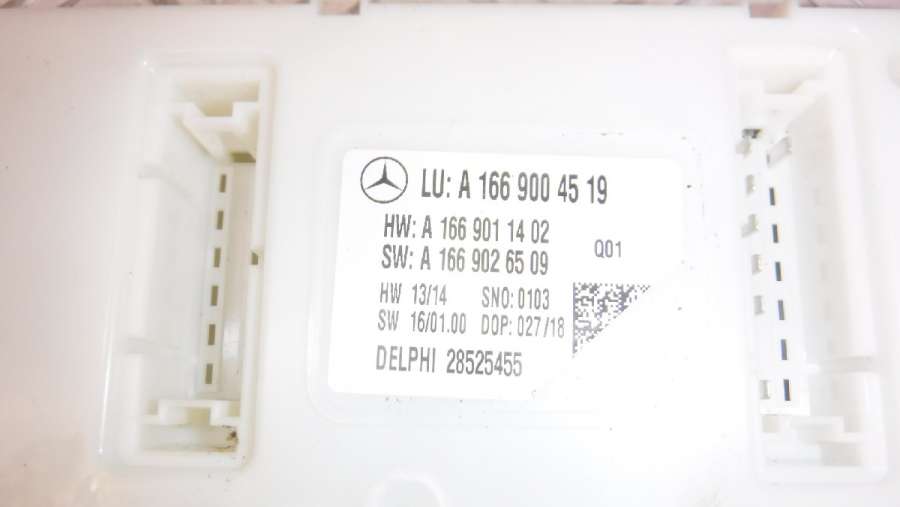 LU: A 166 900 45 19
HW: A 166 901 14 02
SW: A 166 902 65 09
Q01
HW 13/14 SNO: 0103
SW 16/01.00 DOP: 027/18
DELPHI 28525455